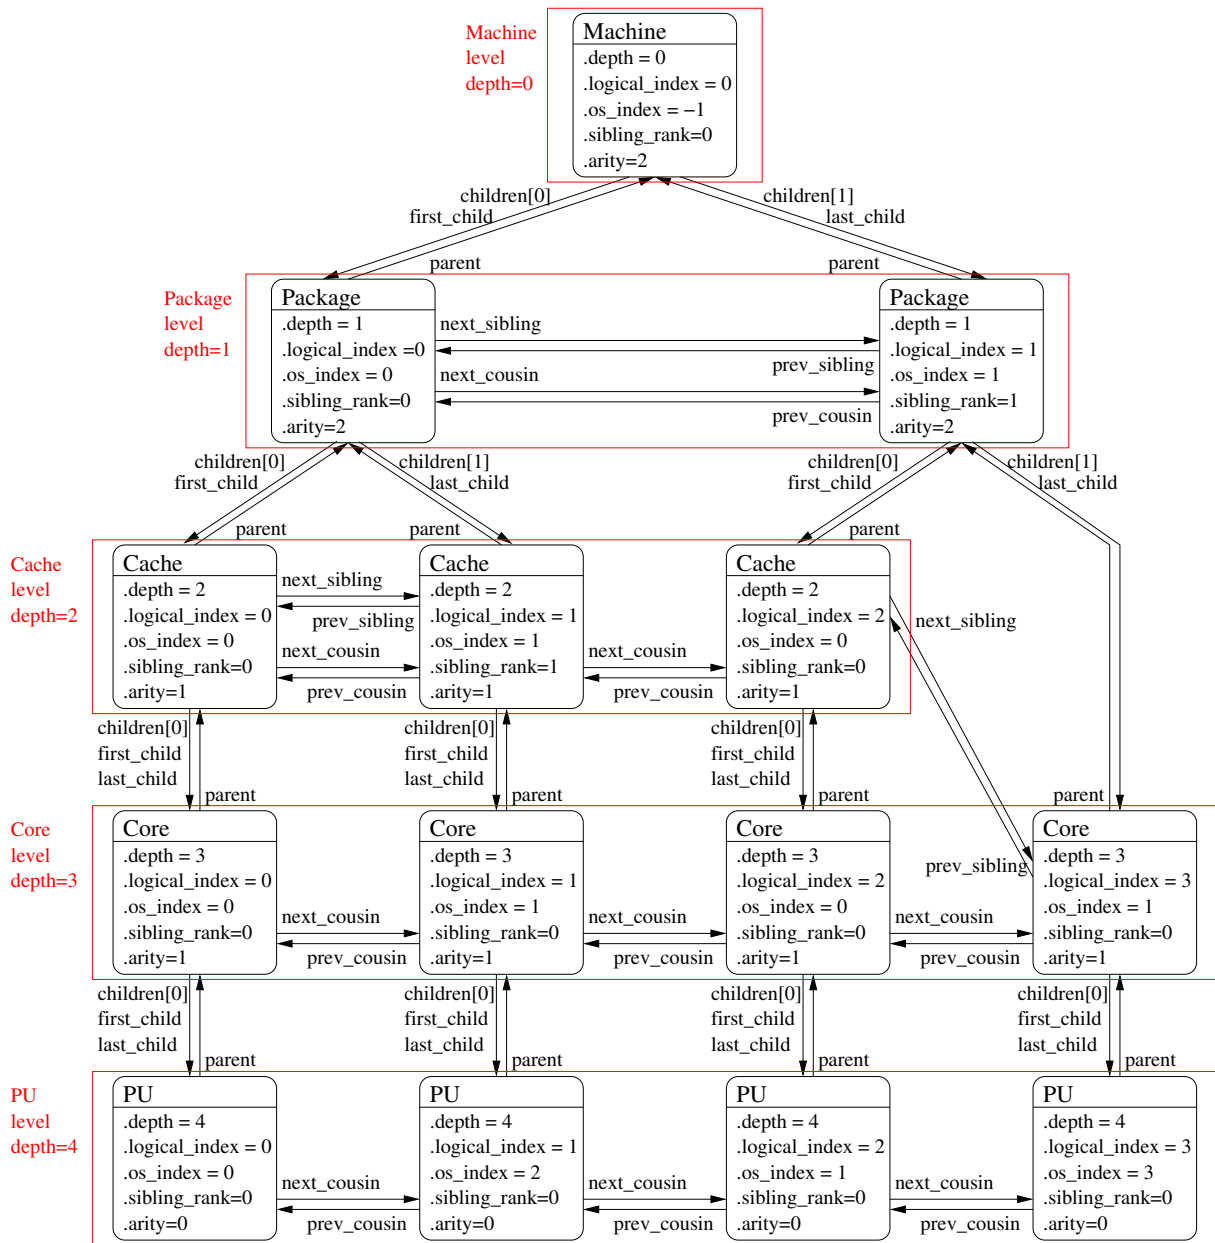 Machine
level
depth=0
Machine
.depth = 0
.logical_index = 0
.os_index = −1
.sibling_rank=0
.arity=2
children[0]
first_child
children[1]
last_child
parent
parent
Package
level
depth=1
Package
.depth = 1
.logical_index =0
.os_index = 0
.sibling_rank=0
.arity=2
next_sibling
prev_sibling
next_cousin
prev_cousin
Package
.depth = 1
.logical_index = 1
.os_index = 1
.sibling_rank=1
.arity=2
children[0]
first_child
children[1]
last_child
children[0]
first_child
children[1]
last_child
parent
parent
Cache
level
depth=2
Cache
.depth = 2
.logical_index = 0
.os_index = 0
.sibling_rank=0
.arity=1
next_sibling
prev_sibling
next_cousin
prev_cousin
Cache
.depth = 2
.logical_index = 1
.os_index = 1
.sibling_rank=1
.arity=1
next_cousin
prev_cousin
Cache
.depth = 2
.logical_index = 2
.os_index = 0
.sibling_rank=0
.arity=1
next_sibling
children[0]
first_child
last_child
parent
children[0]
first_child
last_child
parent
children[0]
first_child
last_child
parent
parent
Core
level
depth=3
Core
.depth = 3
.logical_index = 0
.os_index = 0
.sibling_rank=0
.arity=1
next_cousin
prev_cousin
Core
.depth = 3
.logical_index = 1
.os_index = 1
.sibling_rank=0
.arity=1
next_cousin
prev_cousin
Core
.depth = 3
.logical_index = 2
.os_index = 0
.sibling_rank=0
.arity=1
prev_sibling
next_cousin
prev_cousin
Core
.depth = 3
.logical_index = 3
.os_index = 1
.sibling_rank=0
.arity=1
children[0]
first_child
last_child
parent
children[0]
first_child
last_child
parent
children[0]
first_child
last_child
parent
children[0]
first_child
last_child
parent
PU
level
depth=4
PU
.depth = 4
.logical_index = 0
.os_index = 0
.sibling_rank=0
.arity=0
next_cousin
prev_cousin
PU
.depth = 4
.logical_index = 1
.os_index = 2
.sibling_rank=0
.arity=0
next_cousin
prev_cousin
PU
.depth = 4
.logical_index = 2
.os_index = 1
.sibling_rank=0
.arity=0
next_cousin
prev_cousin
PU
.depth = 4
.logical_index = 3
.os_index = 3
.sibling_rank=0
.arity=0